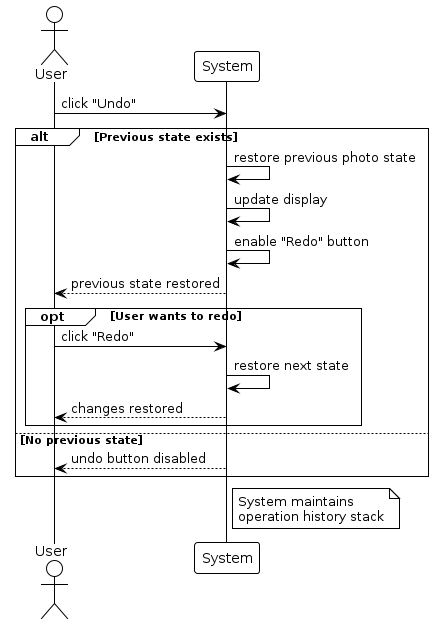 User
System
click "Undo"
alt
[Previous state exists]
restore previous photo state
update display
enable "Redo" button
previous state restored
opt
[User wants to redo]
click "Redo"
restore next state
changes restored
[No previous state]
undo button disabled
System maintains
operation history stack
User
System